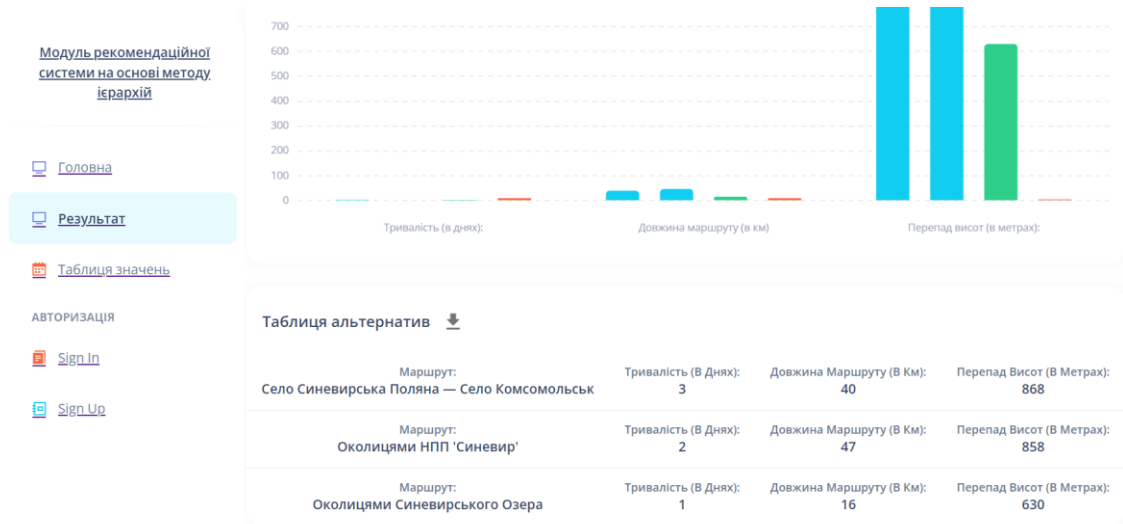 Модуль рекомендаційної
системи на основі методу
ієрархій
Головна
Результат
Таблиця значень
АВТОРИЗАЦІЯ
Sign In
Sign Up
700
600
500
400
300
200
100
0
Тривалість (в днях): Довжина маршруту (в км) Перепад висот (в метрах):
Таблиця альтернатив
Маршрут: Тривалість (В Днях): Довжина Маршруту (В Км): Перепад Висот (В Метрах):
Село Синевирська Поляна — Село Комсомольськ 3 40 868
Маршрут: Тривалість (В Днях): Довжина Маршруту (В Км): Перепад Висот (В Метрах):
Околицями НПП 'Синевир' 2 47 858
Маршрут: Тривалість (В Днях): Довжина Маршруту (В Км): Перепад Висот (В Метрах):
Околицями Синевирського Озера 1 16 630